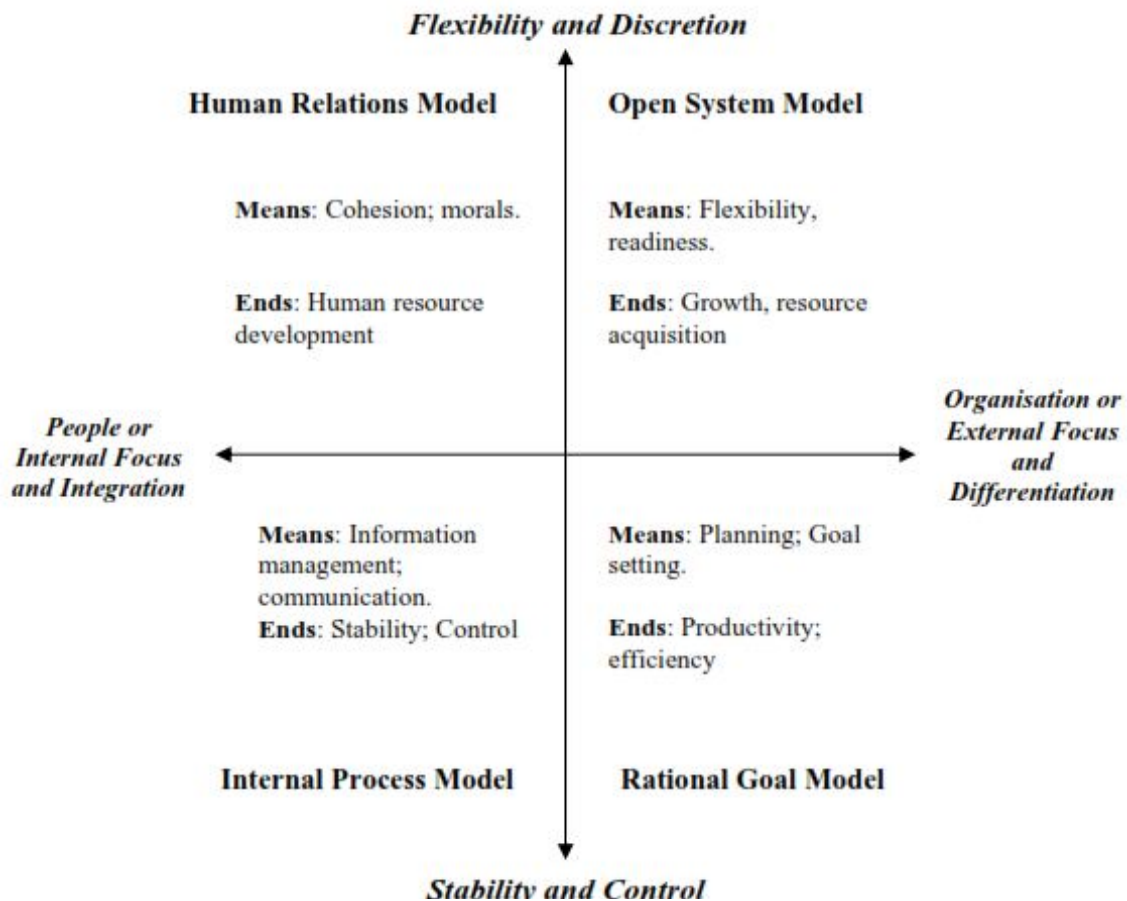 Flexibility and Discretion
Human Relations Model
Open System Model
Means: Cohesion; morals.
Means: Flexibility,
readiness.
Ends: Human resource
development
Ends: Growth, resource
acquisition
People or
Internal Focus
and Integration
Organisation or
External Focus
and
Differentiation
Means: Information
management;
communication.
Ends: Stability; Control
Means: Planning; Goal
setting.
Ends: Productivity;
efficiency
Internal Process Model
Rational Goal Model
Stability and Control